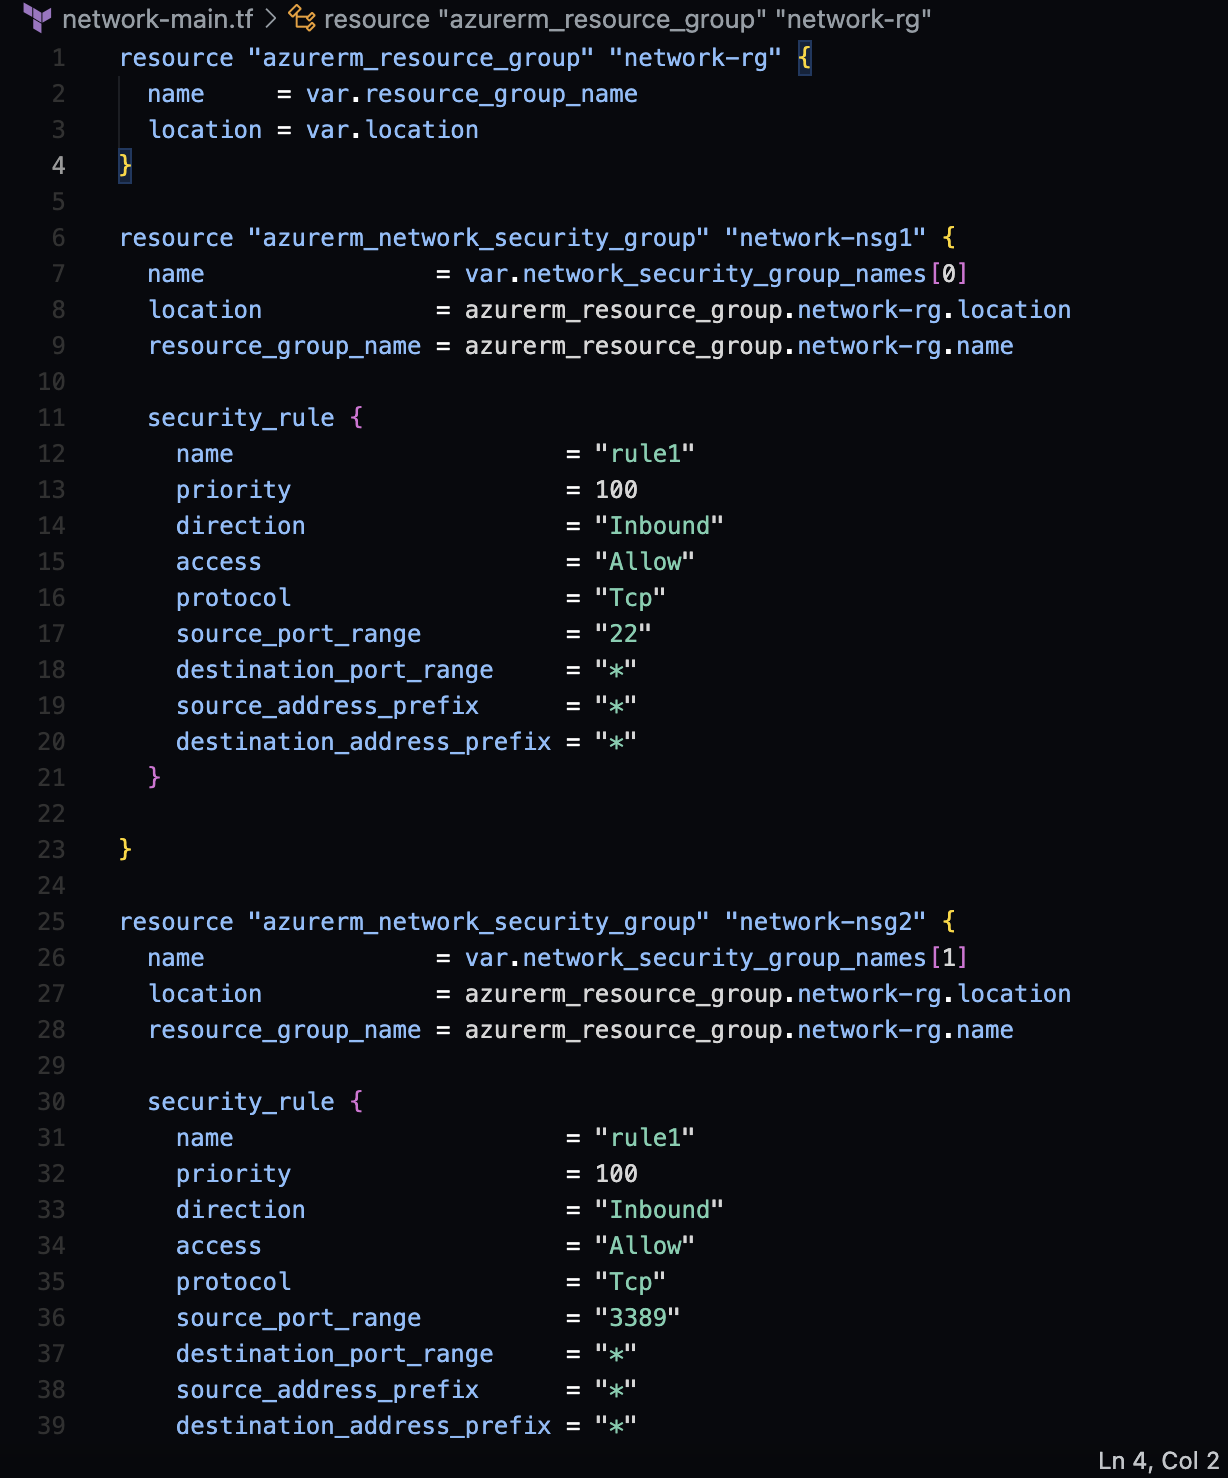 network-main.tf > resource "azurerm_resource_group" "network-rg"
1 resource "azurerm_resource_group" "network-rg" {
2   name     = var.resource_group_name
3   location = var.location
4 }
5
6 resource "azurerm_network_security_group" "network-nsg1" {
7   name                = var.network_security_group_names[0]
8   location            = azurerm_resource_group.network-rg.location
9   resource_group_name = azurerm_resource_group.network-rg.name
10
11   security_rule {
12     name                       = "rule1"
13     priority                   = 100
14     direction                  = "Inbound"
15     access                     = "Allow"
16     protocol                   = "Tcp"
17     source_port_range          = "22"
18     destination_port_range     = "*"
19     source_address_prefix      = "*"
20     destination_address_prefix = "*"
21   }
22
23 }
24
25 resource "azurerm_network_security_group" "network-nsg2" {
26   name                = var.network_security_group_names[1]
27   location            = azurerm_resource_group.network-rg.location
28   resource_group_name = azurerm_resource_group.network-rg.name
29
30   security_rule {
31     name                       = "rule1"
32     priority                   = 100
33     direction                  = "Inbound"
34     access                     = "Allow"
35     protocol                   = "Tcp"
36     source_port_range          = "3389"
37     destination_port_range     = "*"
38     source_address_prefix      = "*"
39     destination_address_prefix = "*"
Ln 4, Col 2